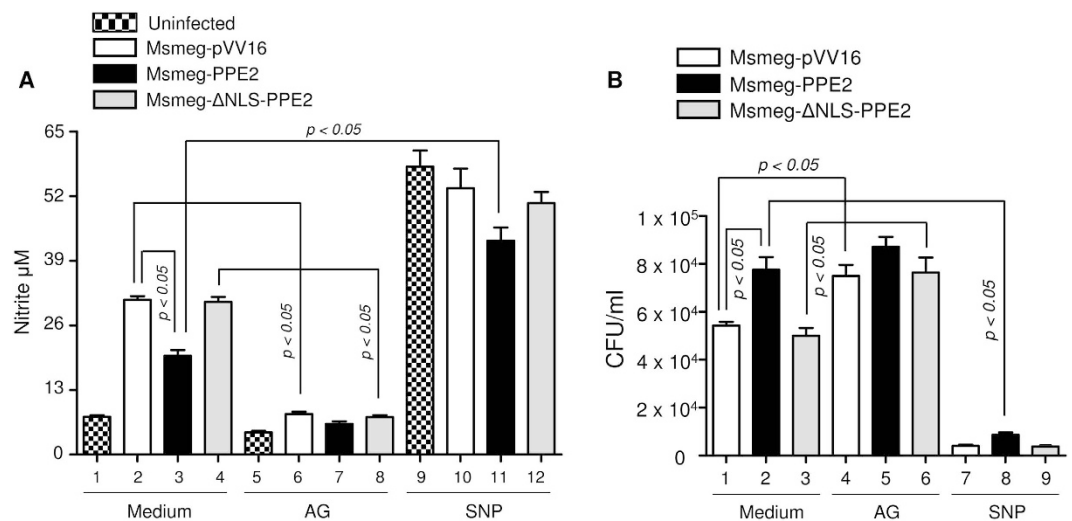 Uninfected
Msmeg-pVV16
Msmeg-PPE2
Msmeg-ΔNLS-PPE2
A
p < 0.05
65
52
39
26
13
0
Nitrite µM
p < 0.05
p < 0.05
p < 0.05
1 2 3 4 5 6 7 8 9 10 11 12
Medium AG SNP
Msmeg-pVV16
Msmeg-PPE2
Msmeg-ΔNLS-PPE2
B
p < 0.05
1 x 10⁵
8 x 10⁴
6 x 10⁴
4 x 10⁴
2 x 10⁴
0
CFU/ml
p < 0.05
p < 0.05
p < 0.05
1 2 3 4 5 6 7 8 9
Medium AG SNP